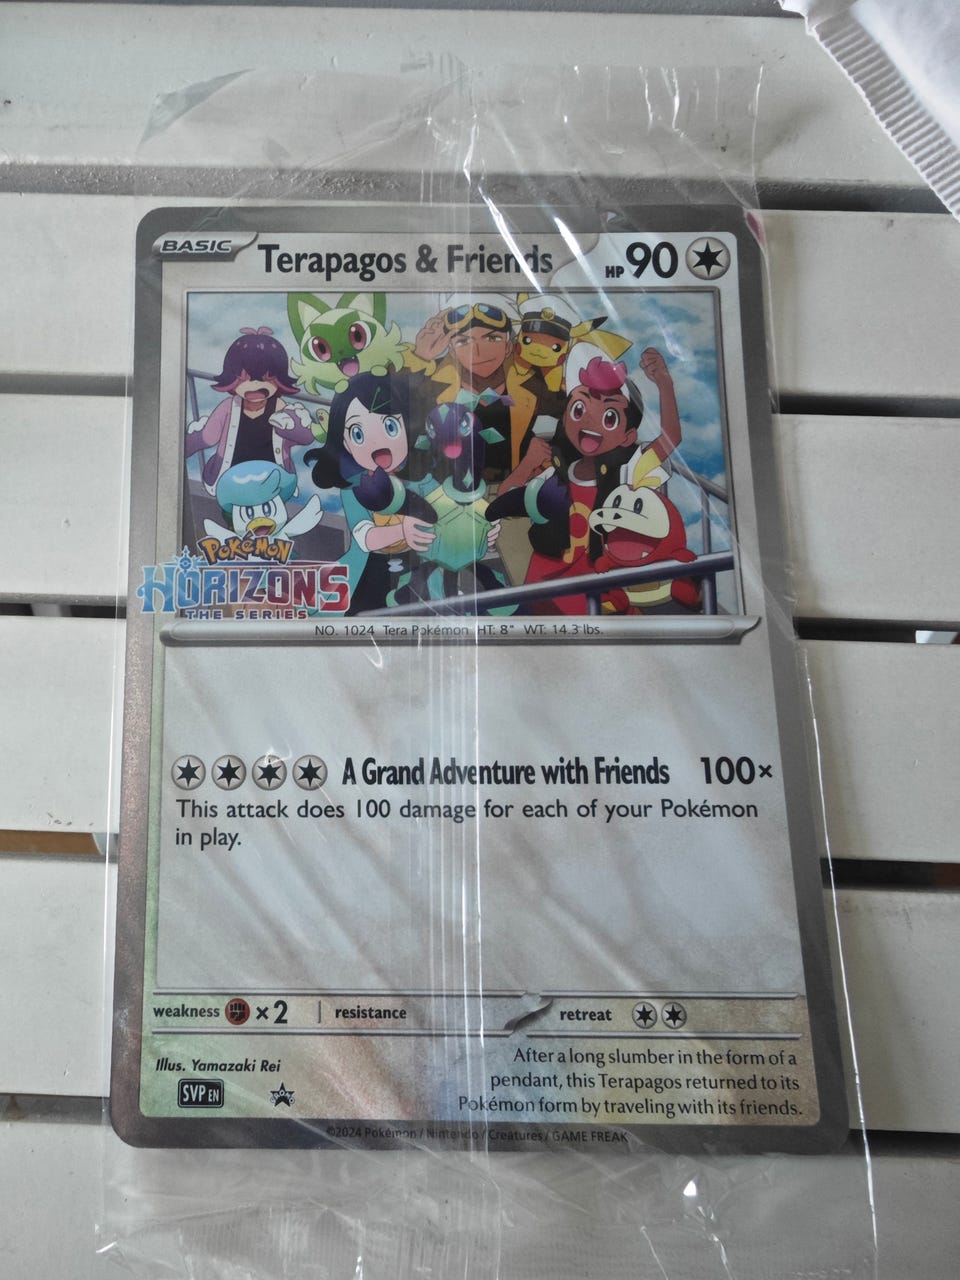 BASIC
Terapagos & Friends
HP 90
POKÉMON
HORIZONS
THE SERIES
NO. 1024 Tera Pokémon HT: 8" WT: 14.3 lbs.
A Grand Adventure with Friends 100×
This attack does 100 damage for each of your Pokémon
in play.
weakness ×2 resistance retreat
Illus. Yamazaki Rei
SVP EN
After a long slumber in the form of a
pendant, this Terapagos returned to its
Pokémon form by traveling with its friends.
©2024 Pokémon / Nintendo / Creatures / GAME FREAK